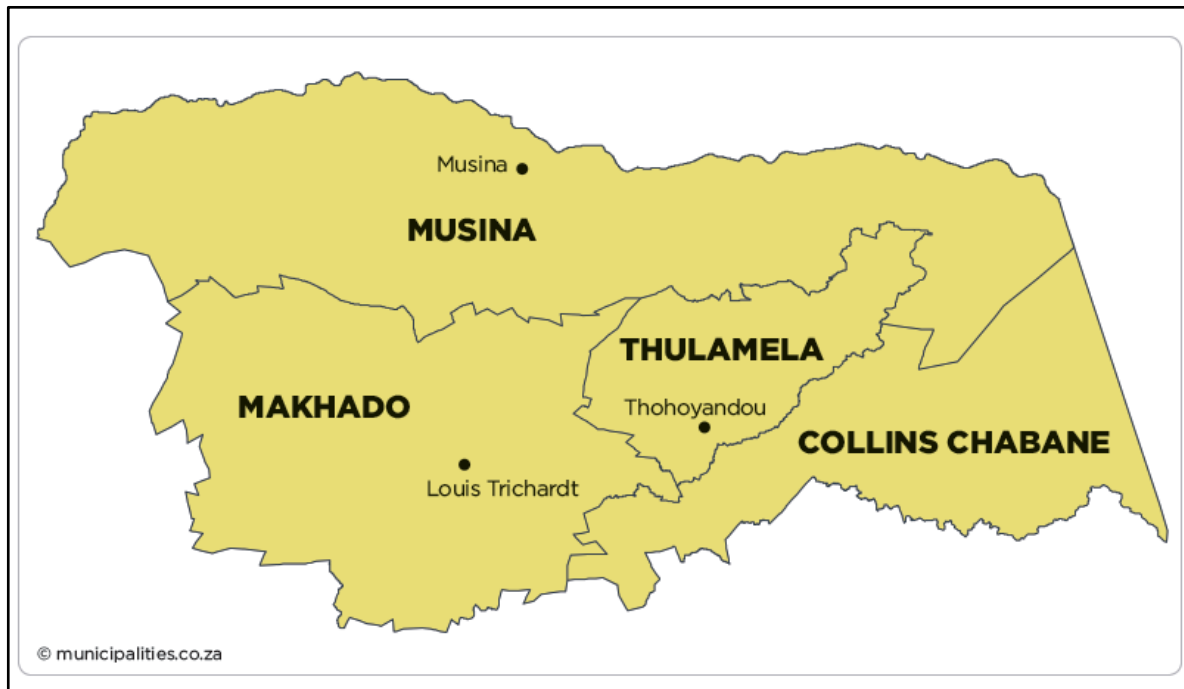 Musina
MUSINA
THULAMELA
MAKHADO
Thohoyandou
COLLINS CHABANE
Louis Trichardt
© municipalities.co.za